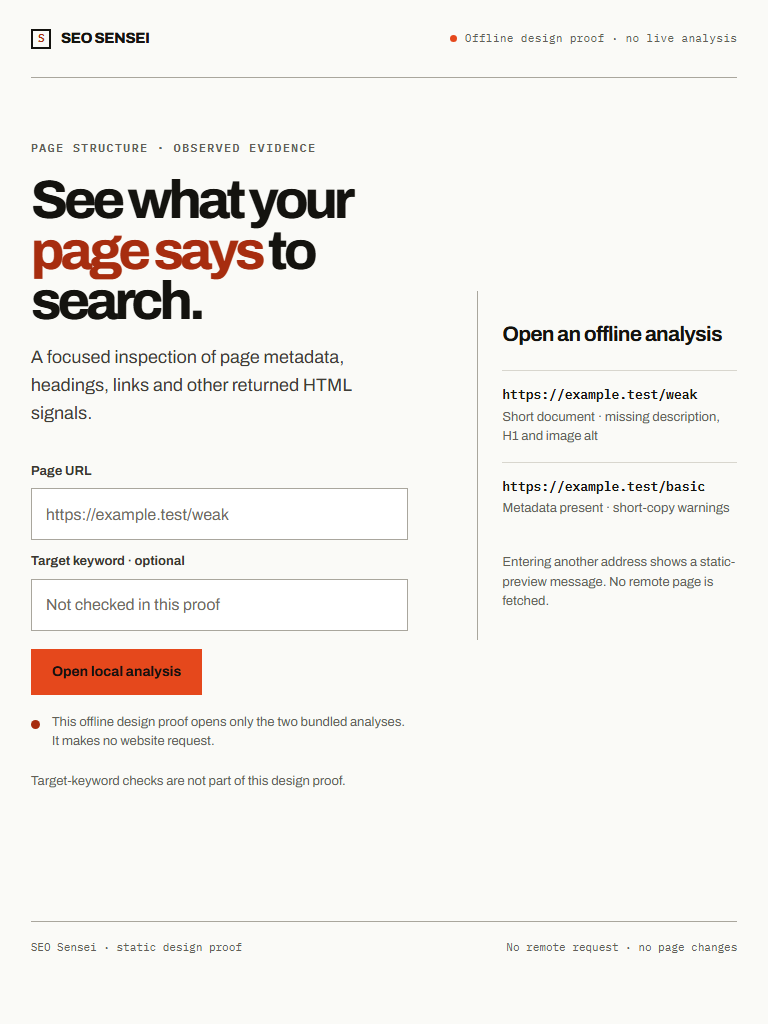 S SEO SENSEI
Offline design proof · no live analysis
PAGE STRUCTURE · OBSERVED EVIDENCE
See what your
page says to
search.
A focused inspection of page metadata,
headings, links and other returned HTML
signals.
Page URL
https://example.test/weak
Target keyword · optional
Not checked in this proof
Open local analysis
This offline design proof opens only the two bundled analyses.
It makes no website request.
Target-keyword checks are not part of this design proof.
Open an offline analysis
https://example.test/weak
Short document · missing description,
H1 and image alt
https://example.test/basic
Metadata present · short-copy warnings
Entering another address shows a static-
preview message. No remote page is
fetched.
SEO Sensei · static design proof
No remote request · no page changes